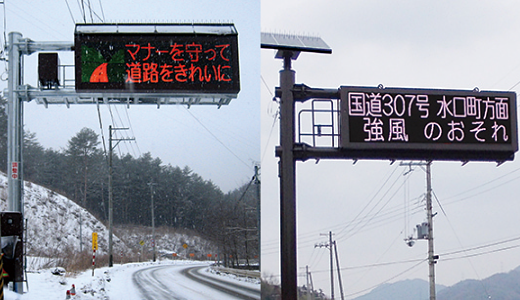 マナーを守って
道路をきれいに
国道307号 水口町方面
強風 のおそれ